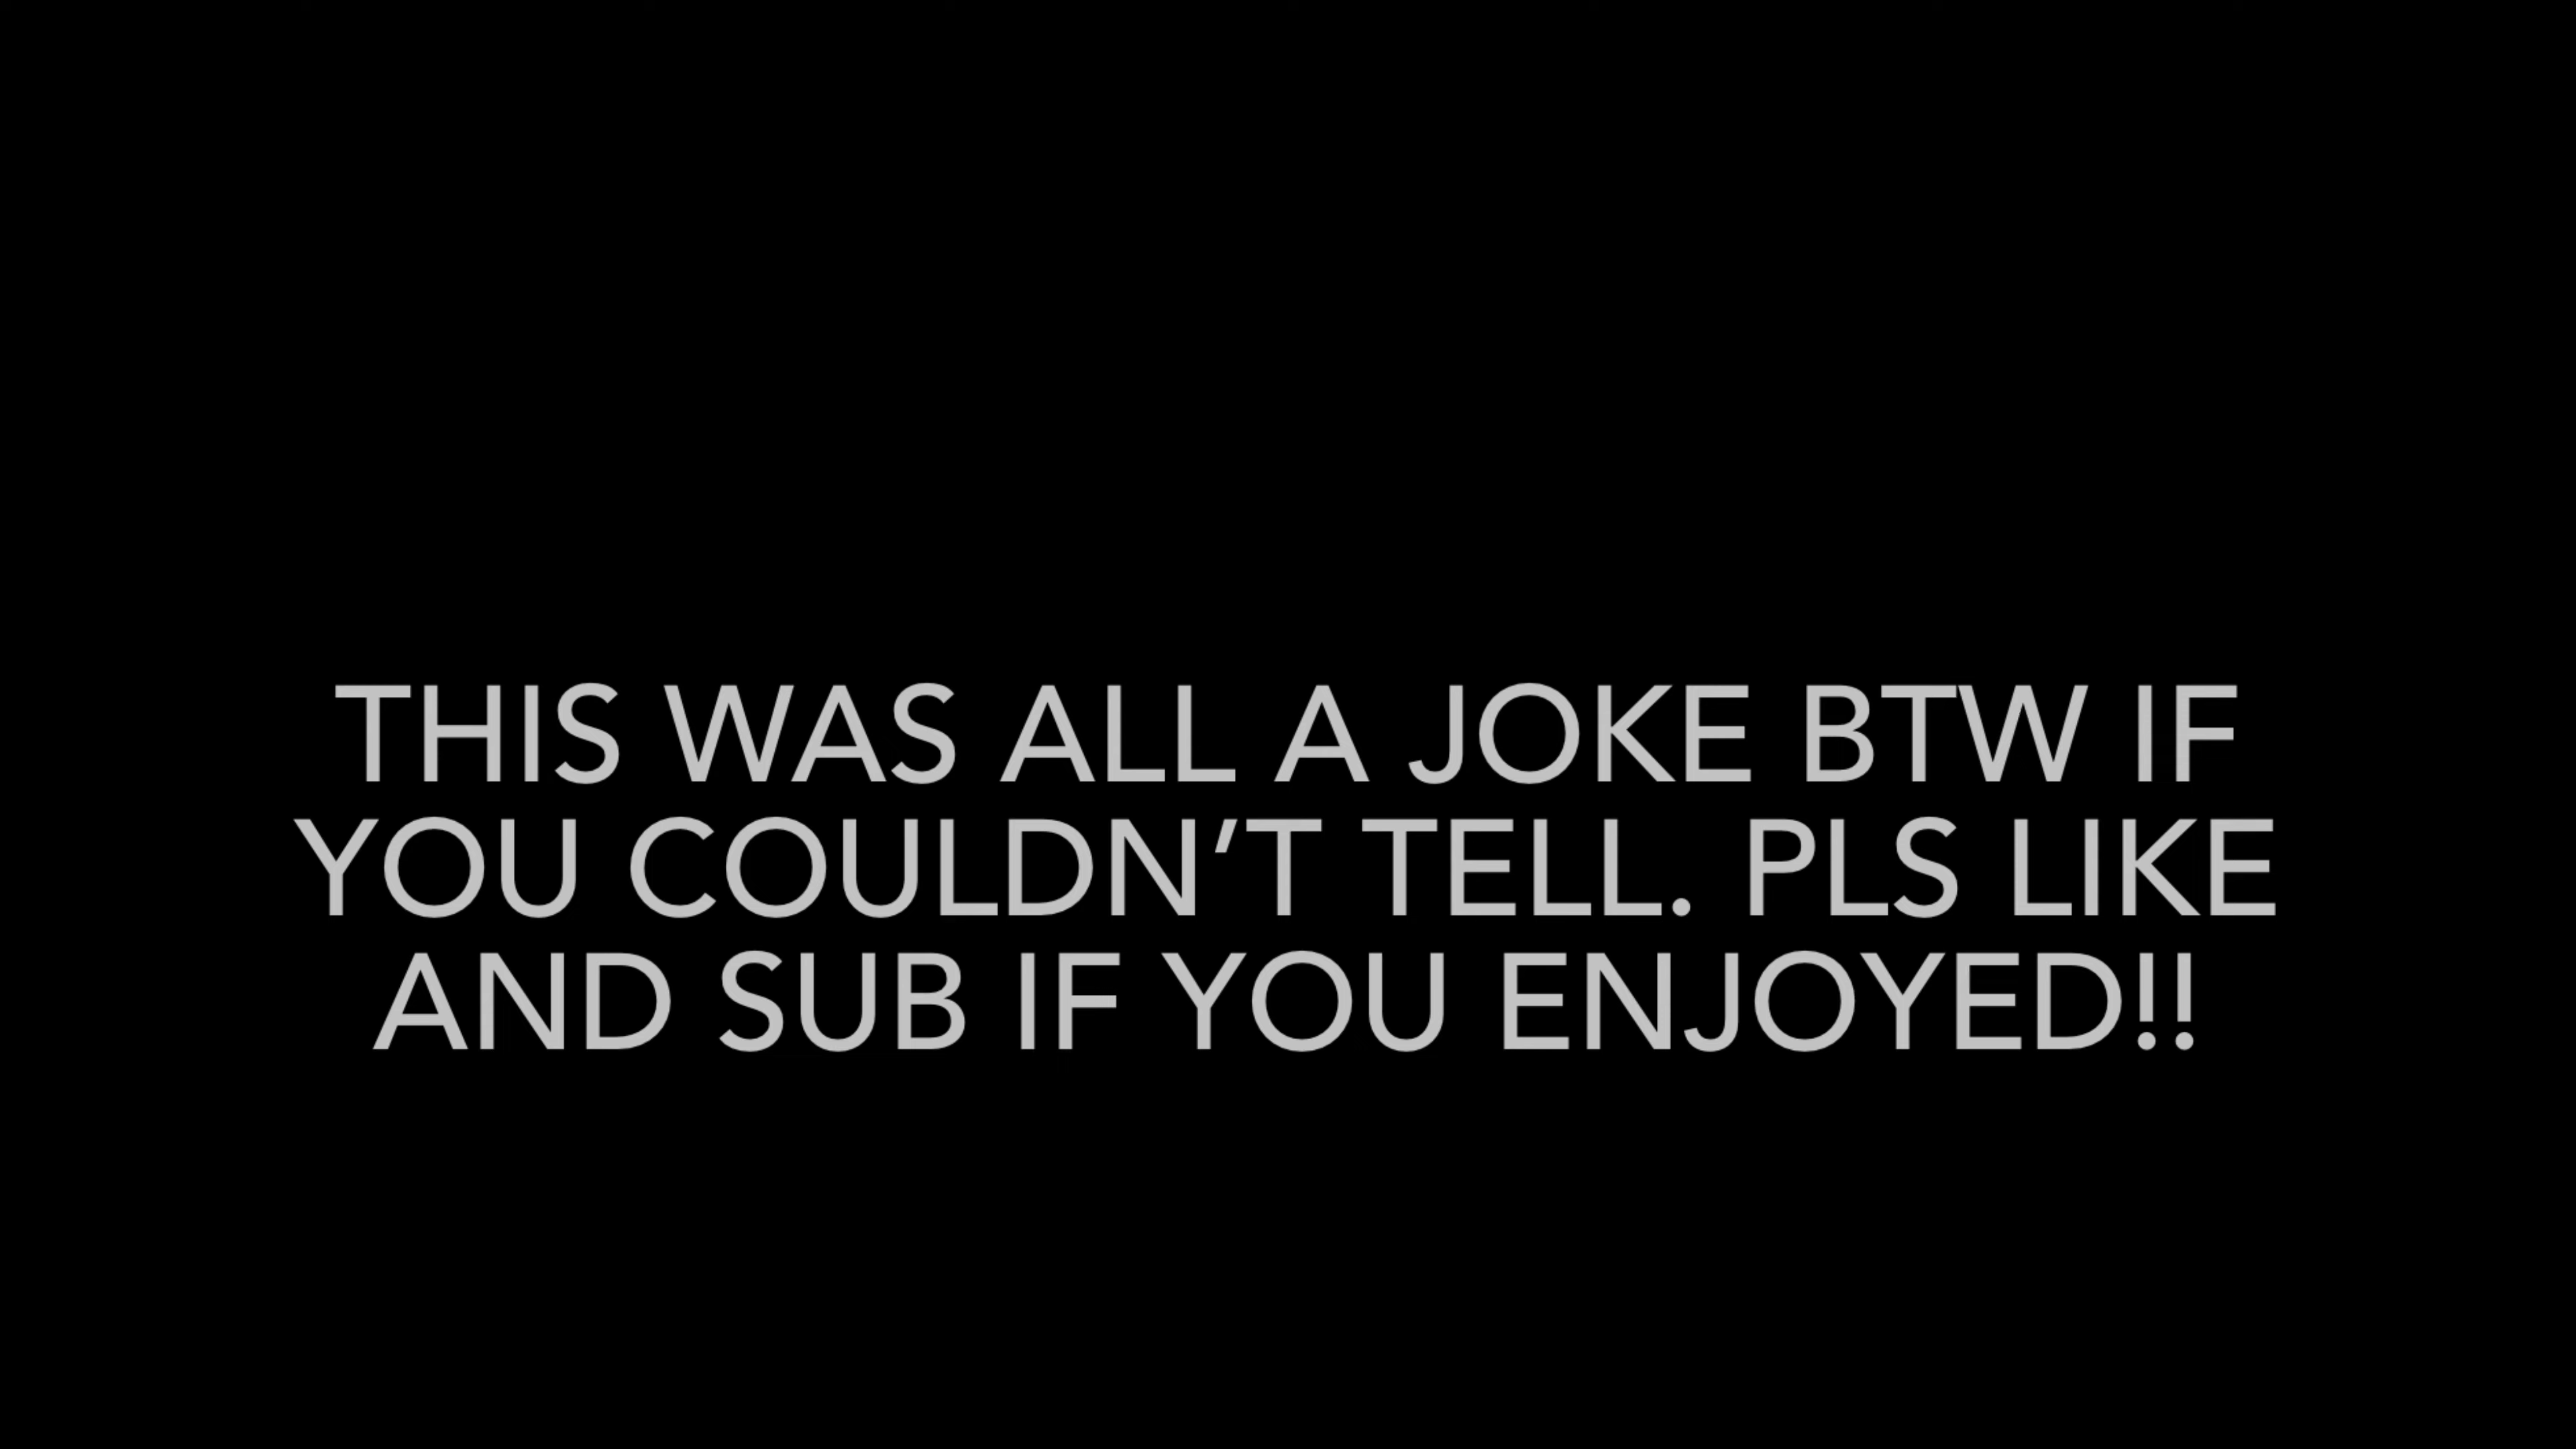 THIS WAS ALL A JOKE BTW IF
YOU COULDN’T TELL. PLS LIKE
AND SUB IF YOU ENJOYED!!